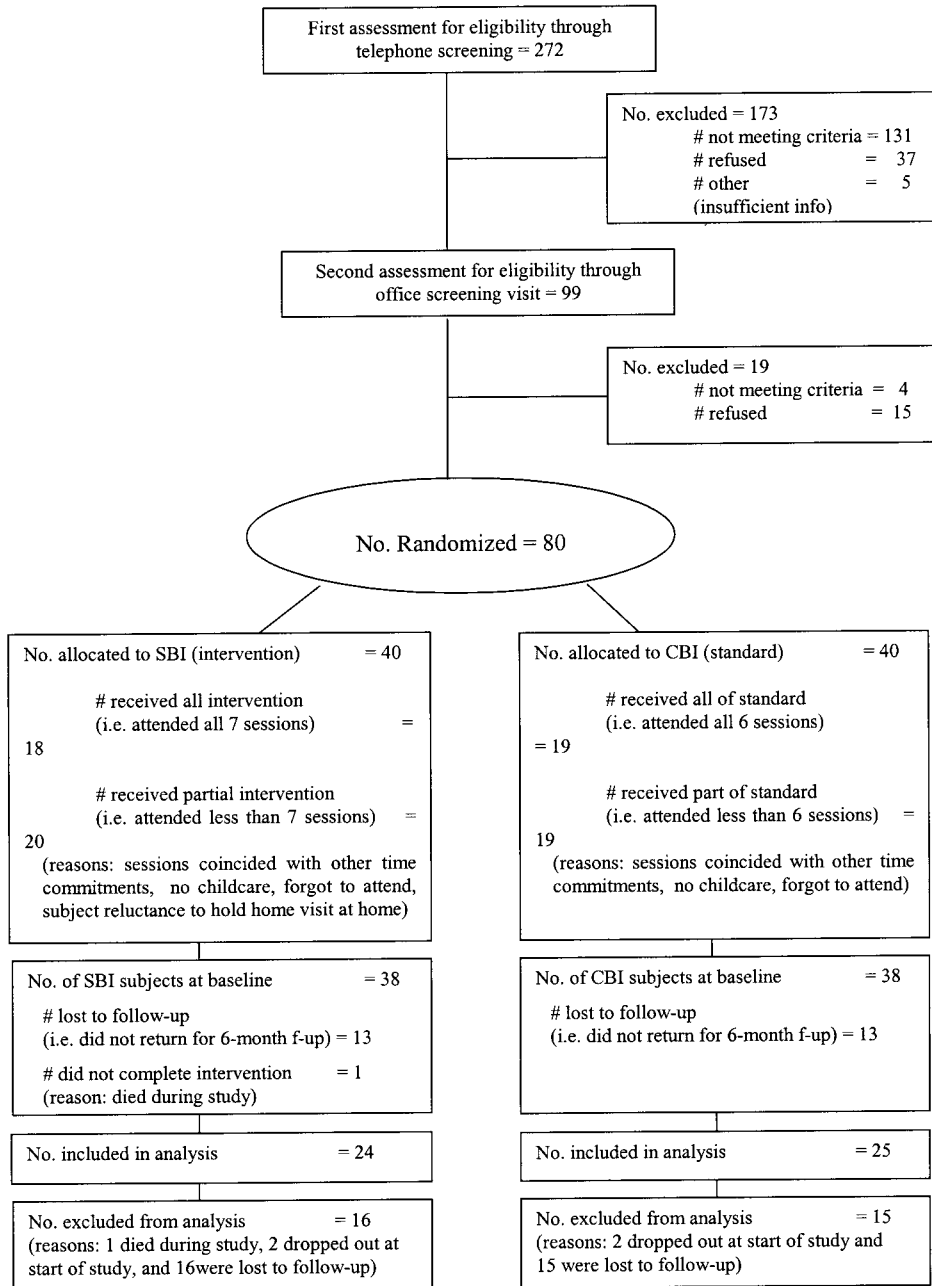 First assessment for eligibility through
telephone screening = 272
No. excluded = 173
# not meeting criteria = 131
# refused = 37
# other = 5
(insufficient info)
Second assessment for eligibility through
office screening visit = 99
No. excluded = 19
# not meeting criteria = 4
# refused = 15
No. Randomized = 80
No. allocated to SBI (intervention) = 40
# received all intervention
(i.e. attended all 7 sessions) =
18
# received partial intervention
(i.e. attended less than 7 sessions) =
20
(reasons: sessions coincided with other time
commitments, no childcare, forgot to attend,
subject reluctance to hold home visit at home)
No. allocated to CBI (standard) = 40
# received all of standard
(i.e. attended all 6 sessions)
= 19
# received part of standard
(i.e. attended less than 6 sessions) =
19
(reasons: sessions coincided with other time
commitments, no childcare, forgot to attend)
No. of SBI subjects at baseline = 38
# lost to follow-up
(i.e. did not return for 6-month f-up) = 13
# did not complete intervention = 1
(reason: died during study)
No. of CBI subjects at baseline = 38
# lost to follow-up
(i.e. did not return for 6-month f-up) = 13
No. included in analysis = 24
No. included in analysis = 25
No. excluded from analysis = 16
(reasons: 1 died during study, 2 dropped out at
start of study, and 16were lost to follow-up)
No. excluded from analysis = 15
(reasons: 2 dropped out at start of study and
15 were lost to follow-up)